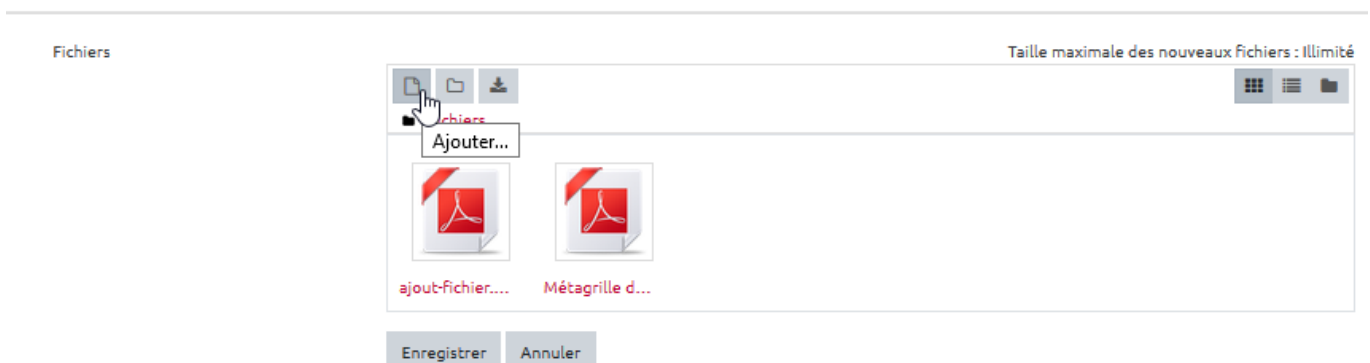 Fichiers
Taille maximale des nouveaux fichiers : Illimité
Ajouter...
ajout-fichier....
Métagrille d...
Enregistrer
Annuler